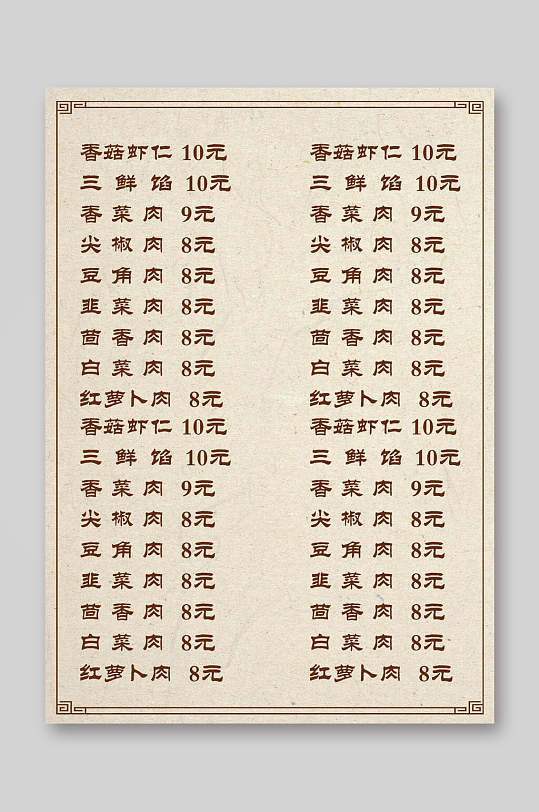 香菇虾仁 10元
三鲜馅 10元
香菜肉 9元
尖椒肉 8元
豆角肉 8元
韭菜肉 8元
茴香肉 8元
白菜肉 8元
红萝卜肉 8元
香菇虾仁 10元
三鲜馅 10元
香菜肉 9元
尖椒肉 8元
豆角肉 8元
韭菜肉 8元
茴香肉 8元
白菜肉 8元
红萝卜肉 8元
香菇虾仁 10元
三鲜馅 10元
香菜肉 9元
尖椒肉 8元
豆角肉 8元
韭菜肉 8元
茴香肉 8元
白菜肉 8元
红萝卜肉 8元
香菇虾仁 10元
三鲜馅 10元
香菜肉 9元
尖椒肉 8元
豆角肉 8元
韭菜肉 8元
茴香肉 8元
白菜肉 8元
红萝卜肉 8元